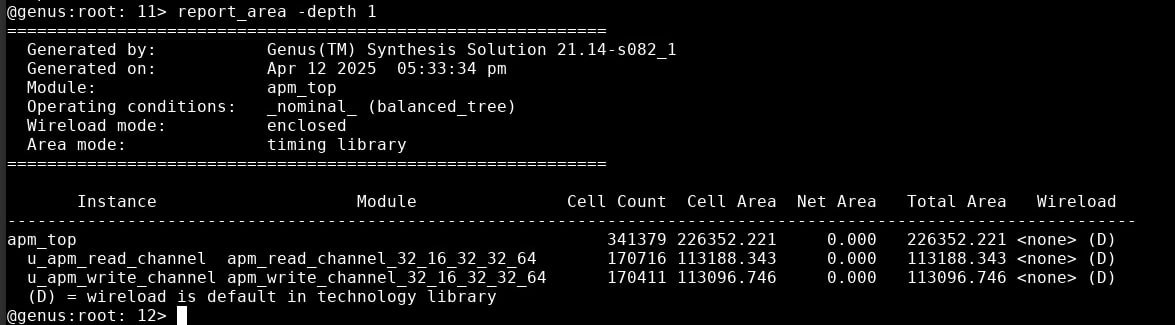 @genus:root: 11> report_area -depth 1
============================================================
  Generated by:           Genus(TM) Synthesis Solution 21.14-s082_1
  Generated on:           Apr 12 2025  05:33:34 pm
  Module:                 apm_top
  Operating conditions:   _nominal_ (balanced_tree)
  Wireload mode:          enclosed
  Area mode:              timing library
============================================================
       Instance                    Module               Cell Count  Cell Area  Net Area   Total Area   Wireload
-----------------------------------------------------------------------------------------------------------------
apm_top                                                     341379 226352.221     0.000   226352.221 <none> (D)
  u_apm_read_channel  apm_read_channel_32_16_32_32_64       170716 113188.343     0.000   113188.343 <none> (D)
  u_apm_write_channel apm_write_channel_32_16_32_32_64      170411 113096.746     0.000   113096.746 <none> (D)
  (D) = wireload is default in technology library
@genus:root: 12>